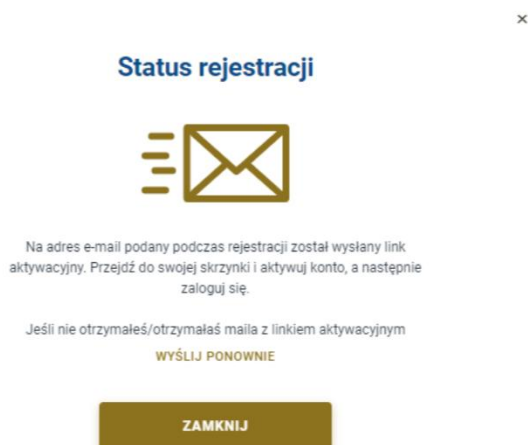 Status rejestracji
Na adres e-mail podany podczas rejestracji został wysłany link
aktywacyjny. Przejdź do swojej skrzynki i aktywuj konto, a następnie
zaloguj się.
Jeśli nie otrzymałeś/otrzymałaś maila z linkiem aktywacyjnym
WYŚLIJ PONOWNIE
ZAMKNIJ